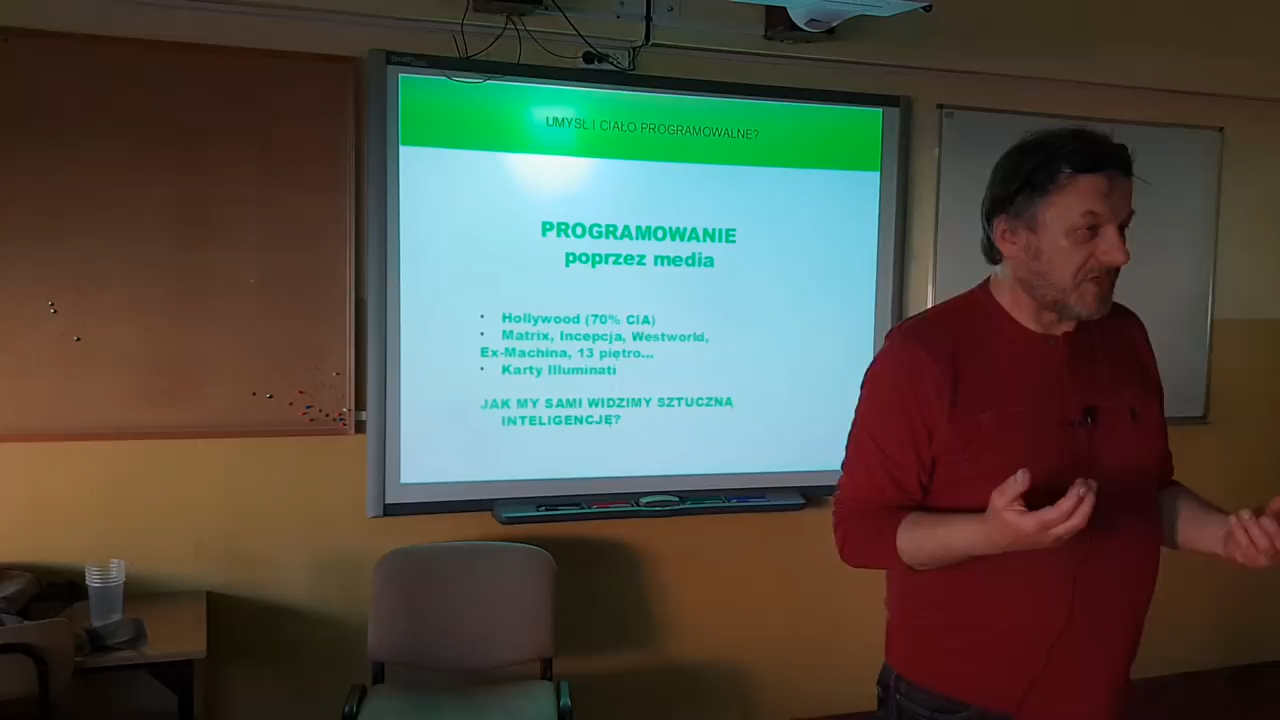 UMYSŁ I CIAŁO PROGRAMOWALNE?
PROGRAMOWANIE
poprzez media
• Hollywood (70% CIA)
• Matrix, Incepcja, Westworld,
Ex-Machina, 13 piętro...
• Karty Illuminati
JAK MY SAMI WIDZIMY SZTUCZNĄ
INTELIGENCJĘ?